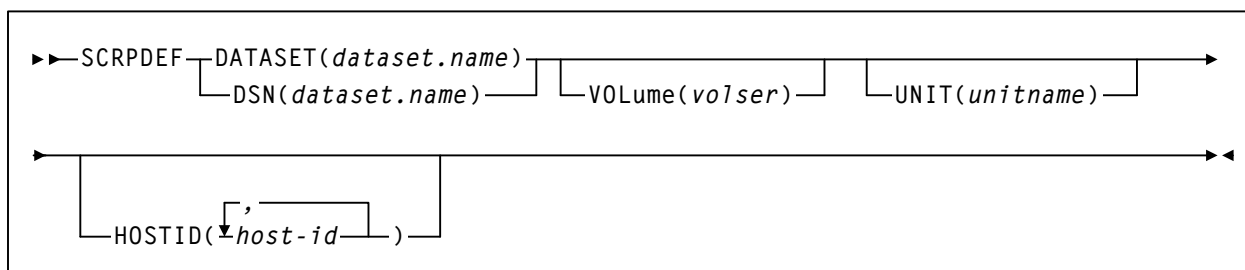 SCRPDEF DATASET(dataset.name)
DSN(dataset.name) VOLume(volser) UNIT(unitname)
,
HOSTID( host-id )